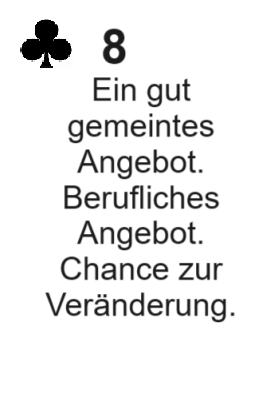 8
Ein gut
gemeintes
Angebot.
Berufliches
Angebot.
Chance zur
Veränderung.